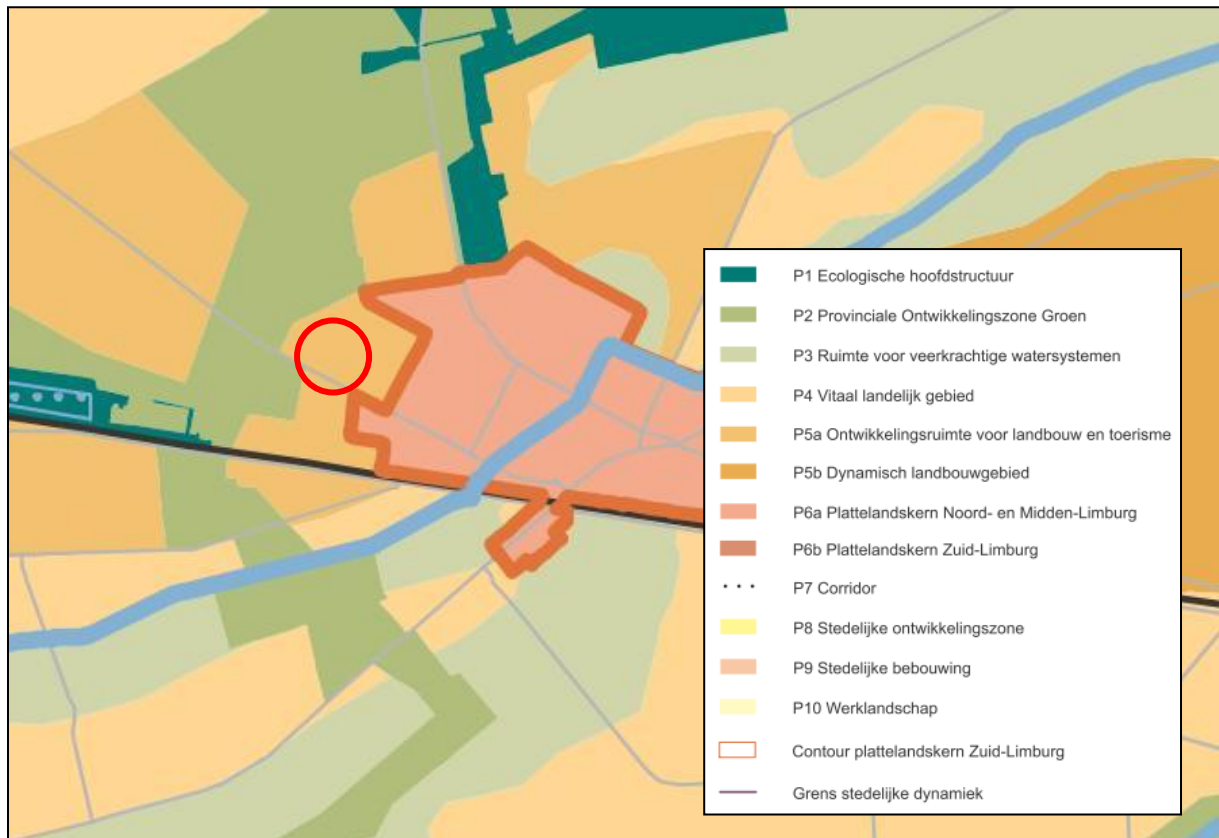 P1 Ecologische hoofdstructuur
P2 Provinciale Ontwikkelingszone Groen
P3 Ruimte voor veerkrachtige watersystemen
P4 Vitaal landelijk gebied
P5a Ontwikkelingsruimte voor landbouw en toerisme
P5b Dynamisch landbouwgebied
P6a Plattelandskern Noord- en Midden-Limburg
P6b Plattelandskern Zuid-Limburg
P7 Corridor
P8 Stedelijke ontwikkelingszone
P9 Stedelijke bebouwing
P10 Werklandschap
Contour plattelandskern Zuid-Limburg
Grens stedelijke dynamiek